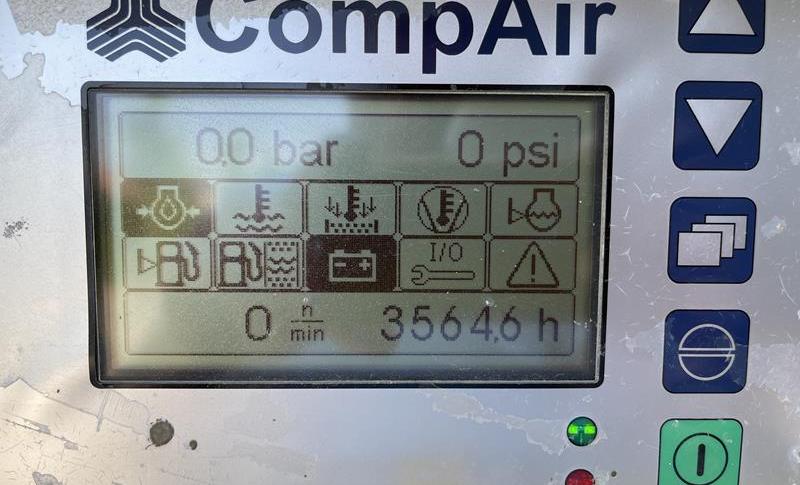 CompAir
0.0 bar 0 psi
I/O
0 n/min 3564.6 h